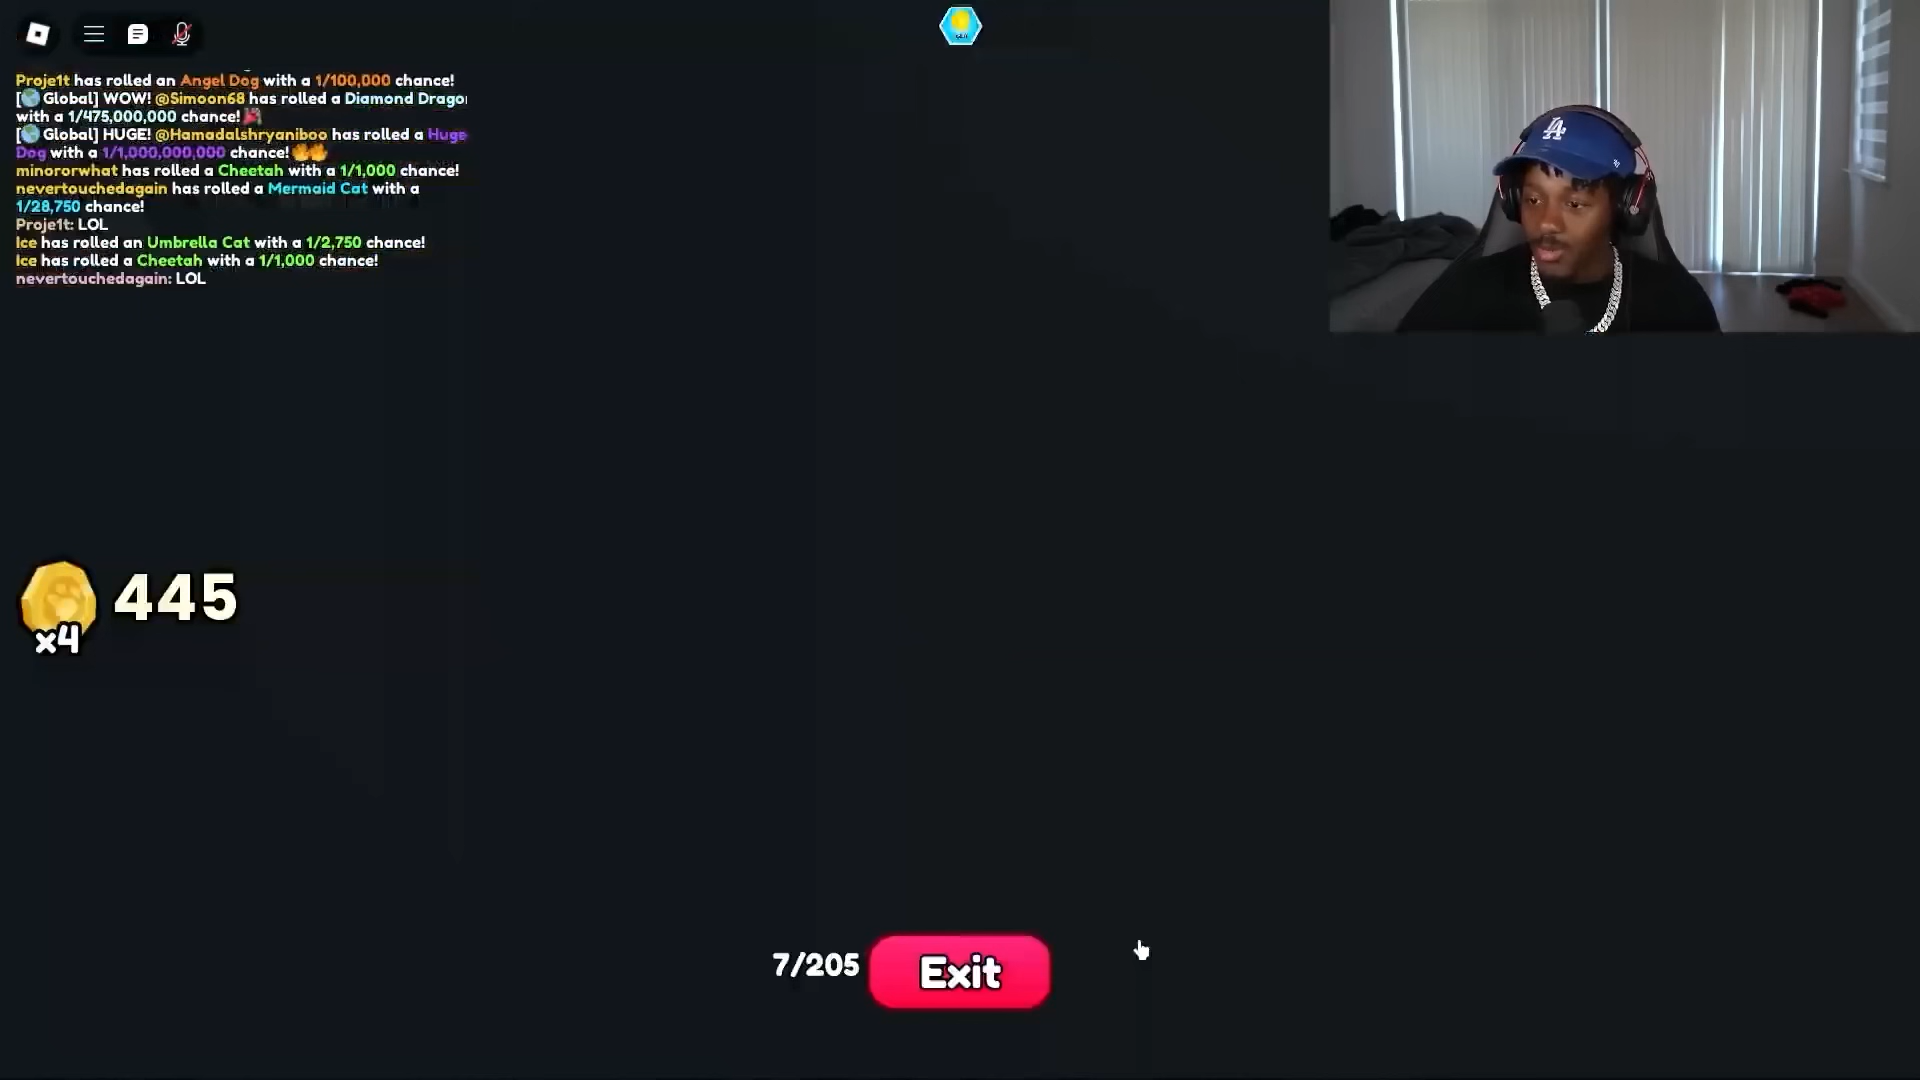 Proje1t has rolled an Angel Dog with a 1/100,000 chance!
[Global] WOW! @Simoon68 has rolled a Diamond Drago
with a 1/475,000,000 chance!
[Global] HUGE! @Hamadalshryaniboo has rolled a Huge
Dog with a 1/1,000,000,000 chance!
minororwhat has rolled a Cheetah with a 1/1,000 chance!
nevertouchedagain has rolled a Mermaid Cat with a
1/28,750 chance!
Proje1t: LOL
Ice has rolled an Umbrella Cat with a 1/2,750 chance!
Ice has rolled a Cheetah with a 1/1,000 chance!
nevertouchedagain: LOL
LA
445
x4
7/205
Exit